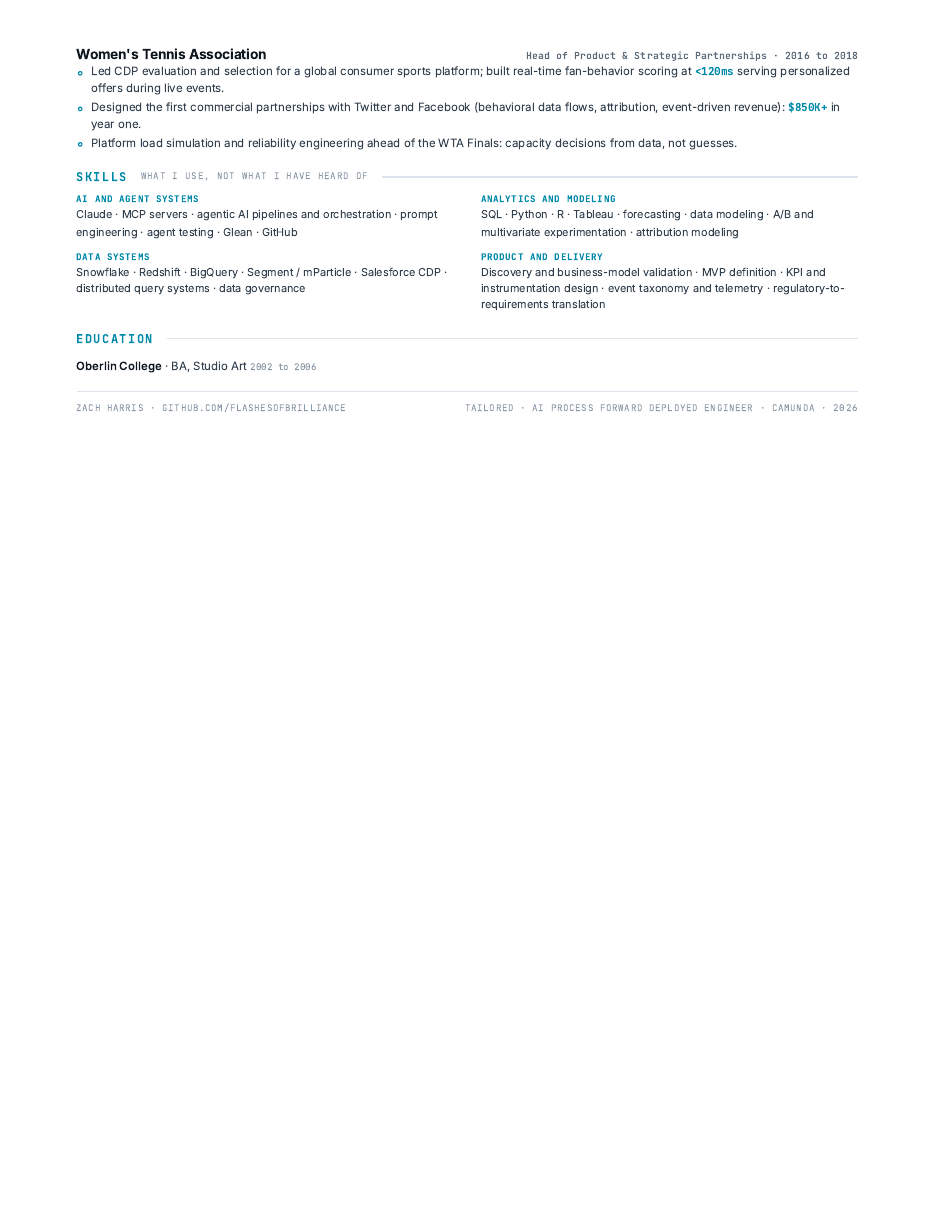 Women's Tennis Association
Head of Product & Strategic Partnerships · 2016 to 2018
Led CDP evaluation and selection for a global consumer sports platform; built real-time fan-behavior scoring at <120ms serving personalized
offers during live events.
Designed the first commercial partnerships with Twitter and Facebook (behavioral data flows, attribution, event-driven revenue): $850K+ in
year one.
Platform load simulation and reliability engineering ahead of the WTA Finals: capacity decisions from data, not guesses.
SKILLS WHAT I USE, NOT WHAT I HAVE HEARD OF
AI AND AGENT SYSTEMS
Claude · MCP servers · agentic AI pipelines and orchestration · prompt
engineering · agent testing · Glean · GitHub
ANALYTICS AND MODELING
SQL · Python · R · Tableau · forecasting · data modeling · A/B and
multivariate experimentation · attribution modeling
DATA SYSTEMS
Snowflake · Redshift · BigQuery · Segment / mParticle · Salesforce CDP ·
distributed query systems · data governance
PRODUCT AND DELIVERY
Discovery and business-model validation · MVP definition · KPI and
instrumentation design · event taxonomy and telemetry · regulatory-to-
requirements translation
EDUCATION
Oberlin College · BA, Studio Art 2002 to 2006
ZACH HARRIS · GITHUB.COM/FLASHESOFBRILLIANCE
TAILORED · AI PROCESS FORWARD DEPLOYED ENGINEER · CAMUNDA · 2026